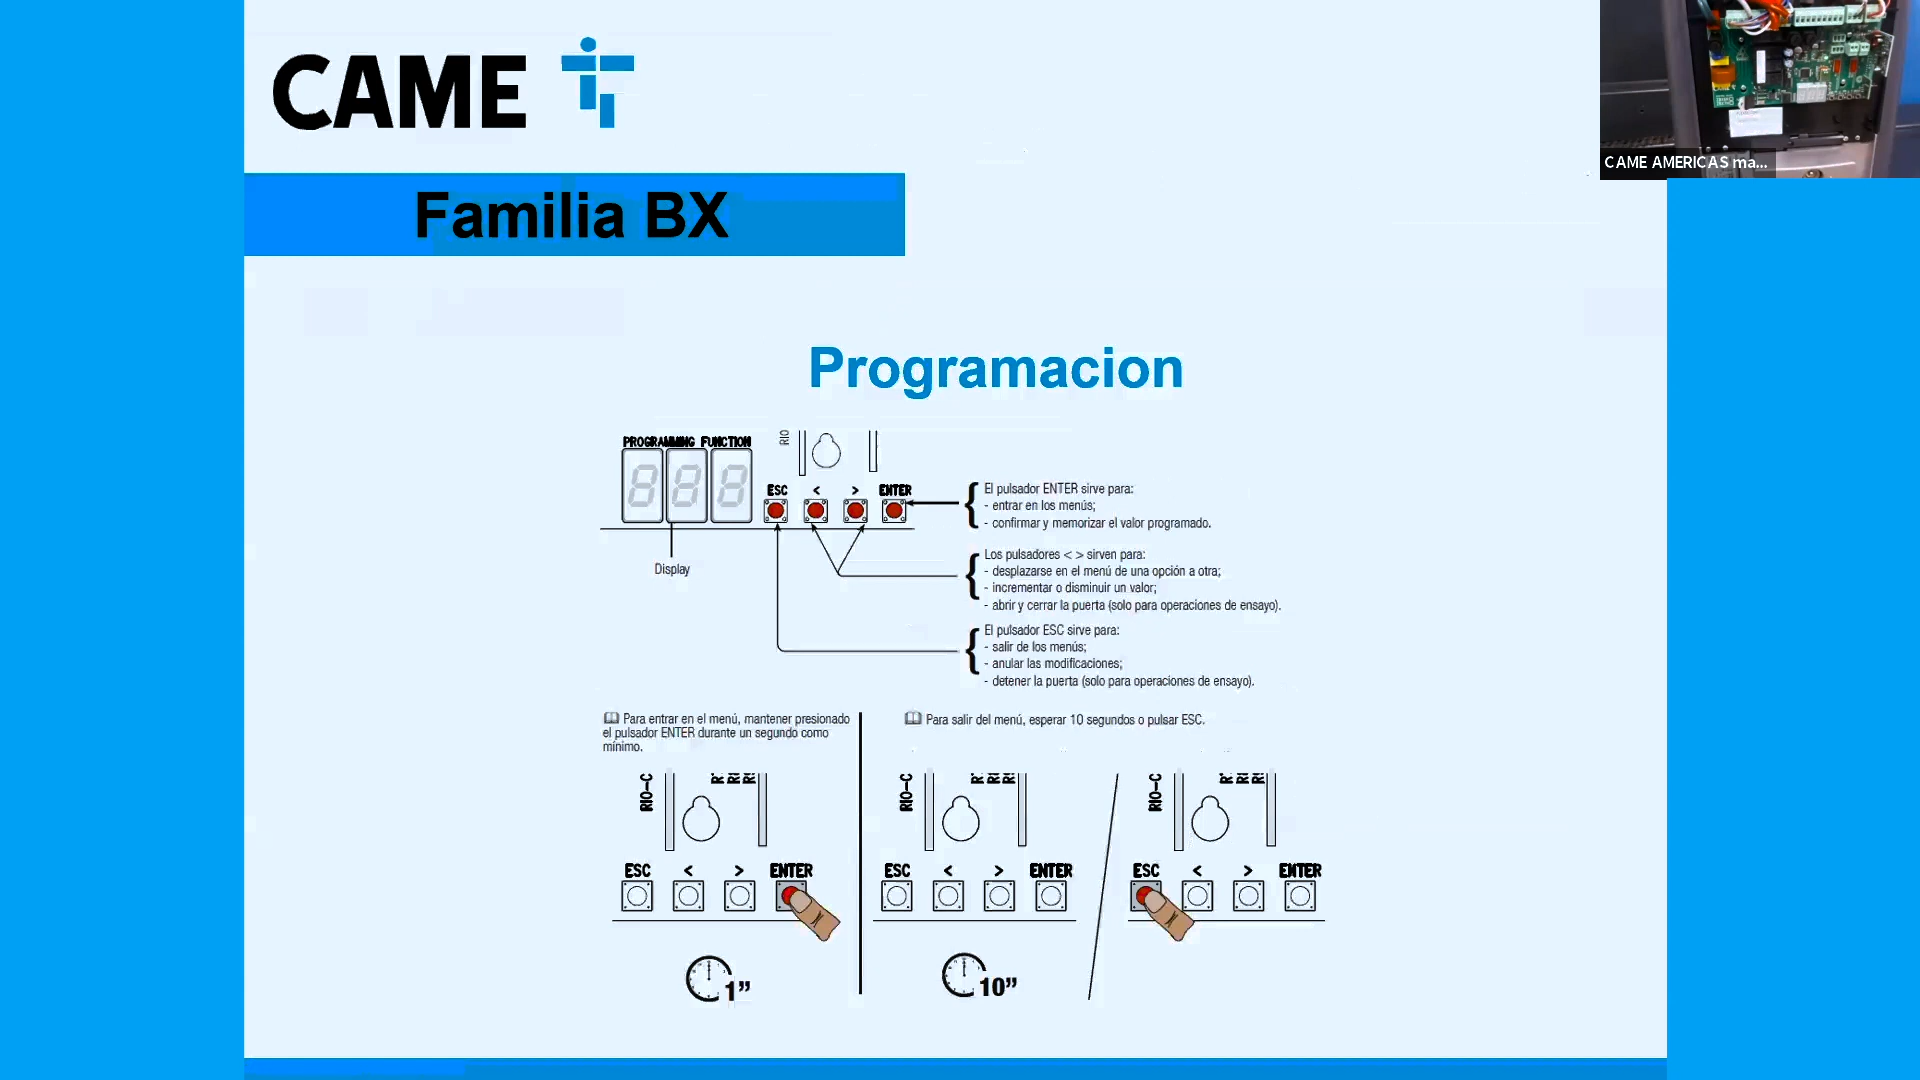 CAME
CAME AMERICAS ma...
Familia BX
Programacion
PROGRAMMING FUNCTION
RIO
ESC < > ENTER
Display
El pulsador ENTER sirve para:
- entrar en los menús;
- confirmar y memorizar el valor programado.
Los pulsadores < > sirven para:
- desplazarse en el menú de una opción a otra;
- incrementar o disminuir un valor;
- abrir y cerrar la puerta (solo para operaciones de ensayo).
El pulsador ESC sirve para:
- salir de los menús;
- anular las modificaciones;
- detener la puerta (solo para operaciones de ensayo).
Para entrar en el menú, mantener presionado
el pulsador ENTER durante un segundo como
mínimo.
Para salir del menú, esperar 10 segundos o pulsar ESC.
RIO-C
ESC < > ENTER
1”
RIO-C
ESC < > ENTER
10”
RIO-C
ESC < > ENTER